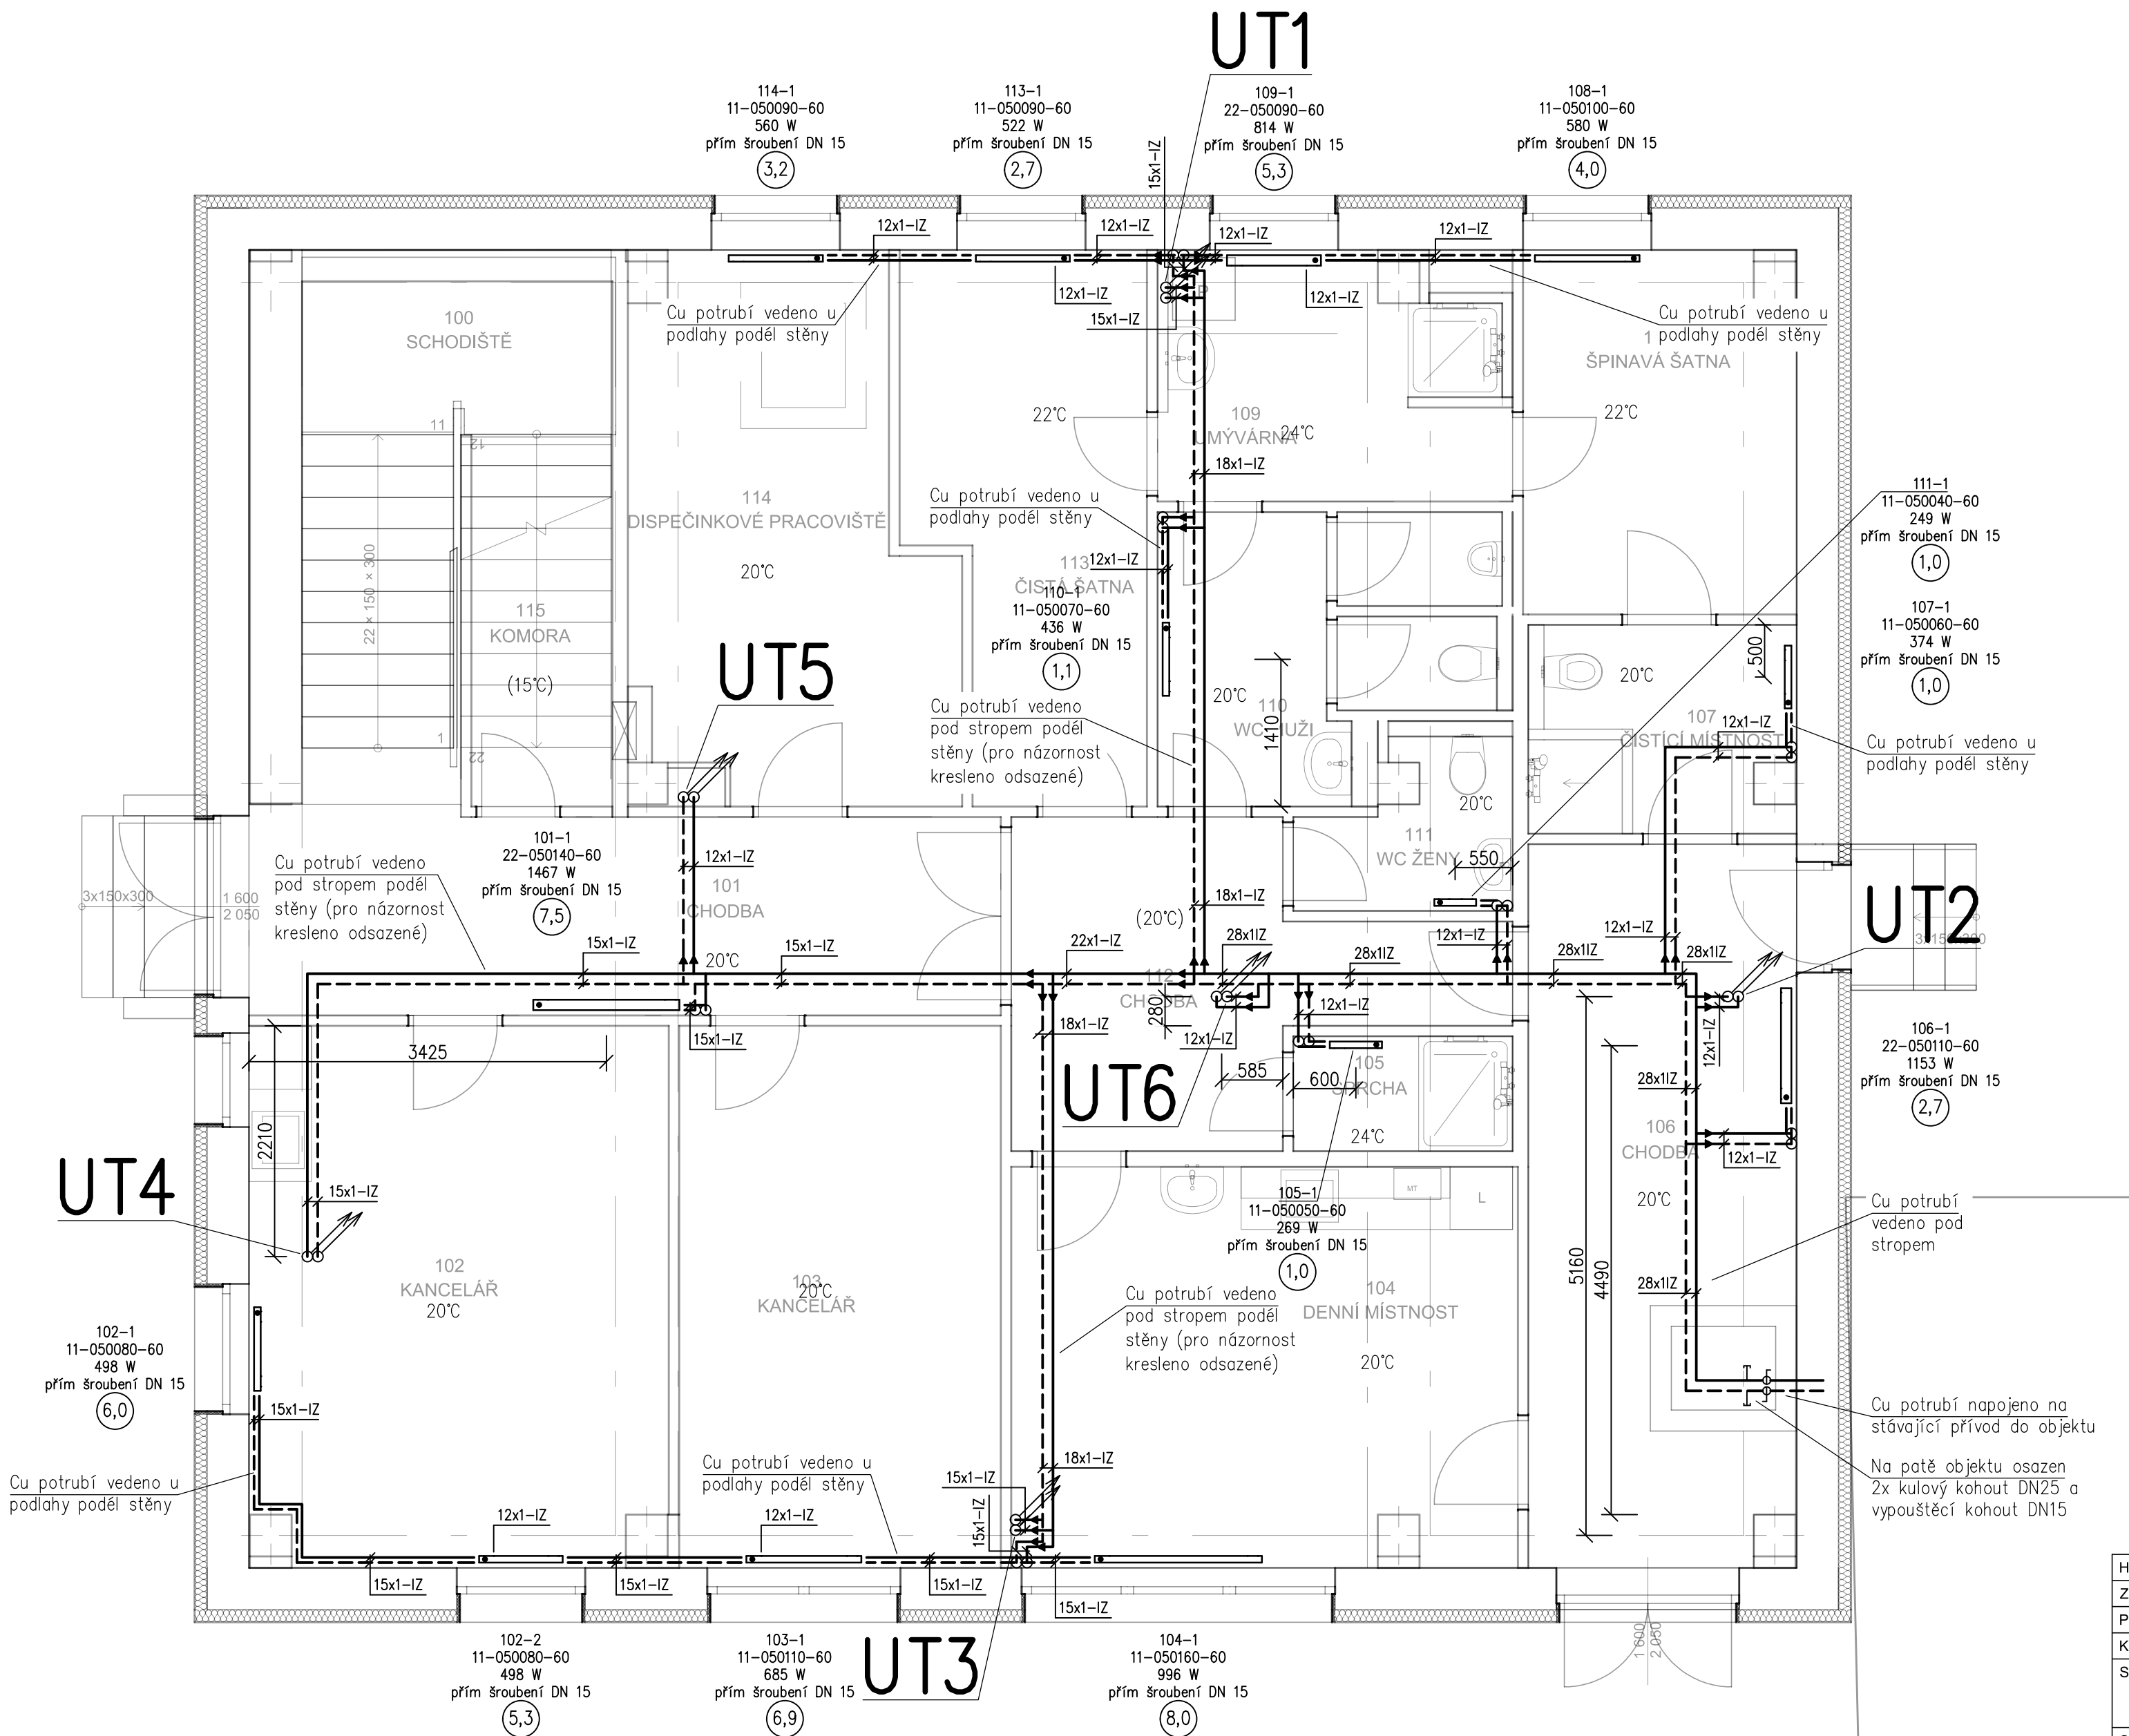 UT1
114-1
11-050090-60
560 W
přím šroubení DN 15
3,2
113-1
11-050090-60
522 W
přím šroubení DN 15
2,7
109-1
22-050090-60
814 W
přím šroubení DN 15
5,3
108-1
11-050100-60
580 W
přím šroubení DN 15
4,0
15x1-IZ
12x1-IZ
12x1-IZ
12x1-IZ
12x1-IZ
12x1-IZ
12x1-IZ
15x1-IZ
Cu potrubí vedeno u
podlahy podél stěny
Cu potrubí vedeno u
podlahy podél stěny
100
SCHODIŠTĚ
1
ŠPINAVÁ ŠATNA
22°C
109
UMÝVÁRNA
24°C
22°C
11
12
18x1-IZ
114
DISPEČINKOVÉ PRACOVIŠTĚ
20°C
Cu potrubí vedeno u
podlahy podél stěny
12x1-IZ
113
ČISTÁ ŠATNA
110-1
11-050070-60
436 W
přím šroubení DN 15
1,1
111-1
11-050040-60
249 W
přím šroubení DN 15
1,0
107-1
11-050060-60
374 W
přím šroubení DN 15
1,0
22 × 150 × 300
115
KOMORA
(15°C)
1
22
UT5
Cu potrubí vedeno
pod stropem podél
stěny (pro názornost
kresleno odsazené)
20°C
110
WC MUŽI
1410
500
20°C
107
ČISTÍCÍ MÍSTNOST
12x1-IZ
Cu potrubí vedeno u
podlahy podél stěny
20°C
111
WC ŽENY
550
101-1
22-050140-60
1467 W
přím šroubení DN 15
7,5
Cu potrubí vedeno
pod stropem podél
stěny (pro názornost
kresleno odsazené)
12x1-IZ
101
CHODBA
20°C
3x150x300
1 600
2 050
15x1-IZ
15x1-IZ
15x1-IZ
22x1-IZ
18x1-IZ
(20°C)
28x1IZ
28x1IZ
12x1-IZ
28x1IZ
12x1-IZ
28x1IZ
UT2
3x150x300
112
CHODBA
280
12x1-IZ
12x1-IZ
18x1-IZ
12x1-IZ
3425
2210
UT6
585
600
105
SPRCHA
24°C
106-1
22-050110-60
1153 W
přím šroubení DN 15
2,7
28x1IZ
106
CHODBA
12x1-IZ
20°C
UT4
15x1-IZ
MT
L
105-1
11-050050-60
269 W
přím šroubení DN 15
1,0
5160
4490
28x1IZ
Cu potrubí
vedeno pod
stropem
102
KANCELÁŘ
20°C
103
20°C
KANCELÁŘ
Cu potrubí vedeno
pod stropem podél
stěny (pro názornost
kresleno odsazené)
104
DENNÍ MÍSTNOST
20°C
102-1
11-050080-60
498 W
přím šroubení DN 15
6,0
15x1-IZ
Cu potrubí napojeno na
stávající přívod do objektu
Cu potrubí vedeno u
podlahy podél stěny
Cu potrubí vedeno u
podlahy podél stěny
15x1-IZ
18x1-IZ
15x1-IZ
Na patě objektu osazen
2x kulový kohout DN25 a
vypouštěcí kohout DN15
12x1-IZ
12x1-IZ
15x1-IZ
15x1-IZ
15x1-IZ
15x1-IZ
1 600
2 050
102-2
11-050080-60
498 W
přím šroubení DN 15
5,3
103-1
11-050110-60
685 W
přím šroubení DN 15
6,9
UT3
104-1
11-050160-60
996 W
přím šroubení DN 15
8,0
H
Z
P
K
S